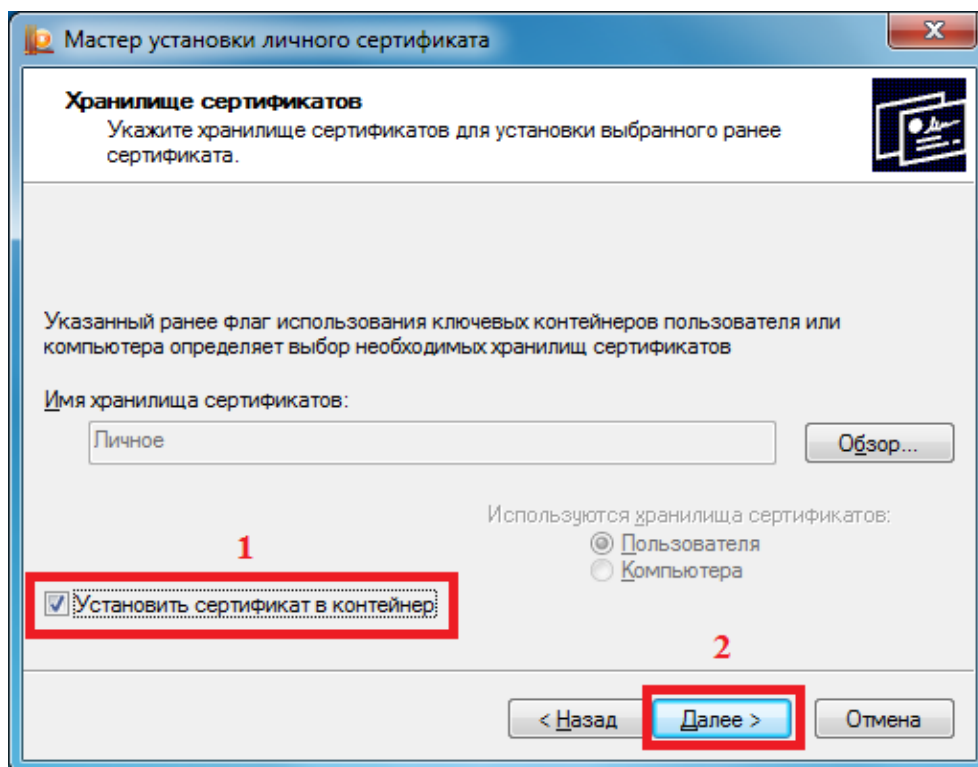 Мастер установки личного сертификата
Хранилище сертификатов
Укажите хранилище сертификатов для установки выбранного ранее
сертификата.
Указанный ранее флаг использования ключевых контейнеров пользователя или
компьютера определяет выбор необходимых хранилищ сертификатов
Имя хранилища сертификатов:
Личное
Обзор...
Используются хранилища сертификатов:
1
Пользователя
Компьютера
Установить сертификат в контейнер
2
< Назад
Далее >
Отмена